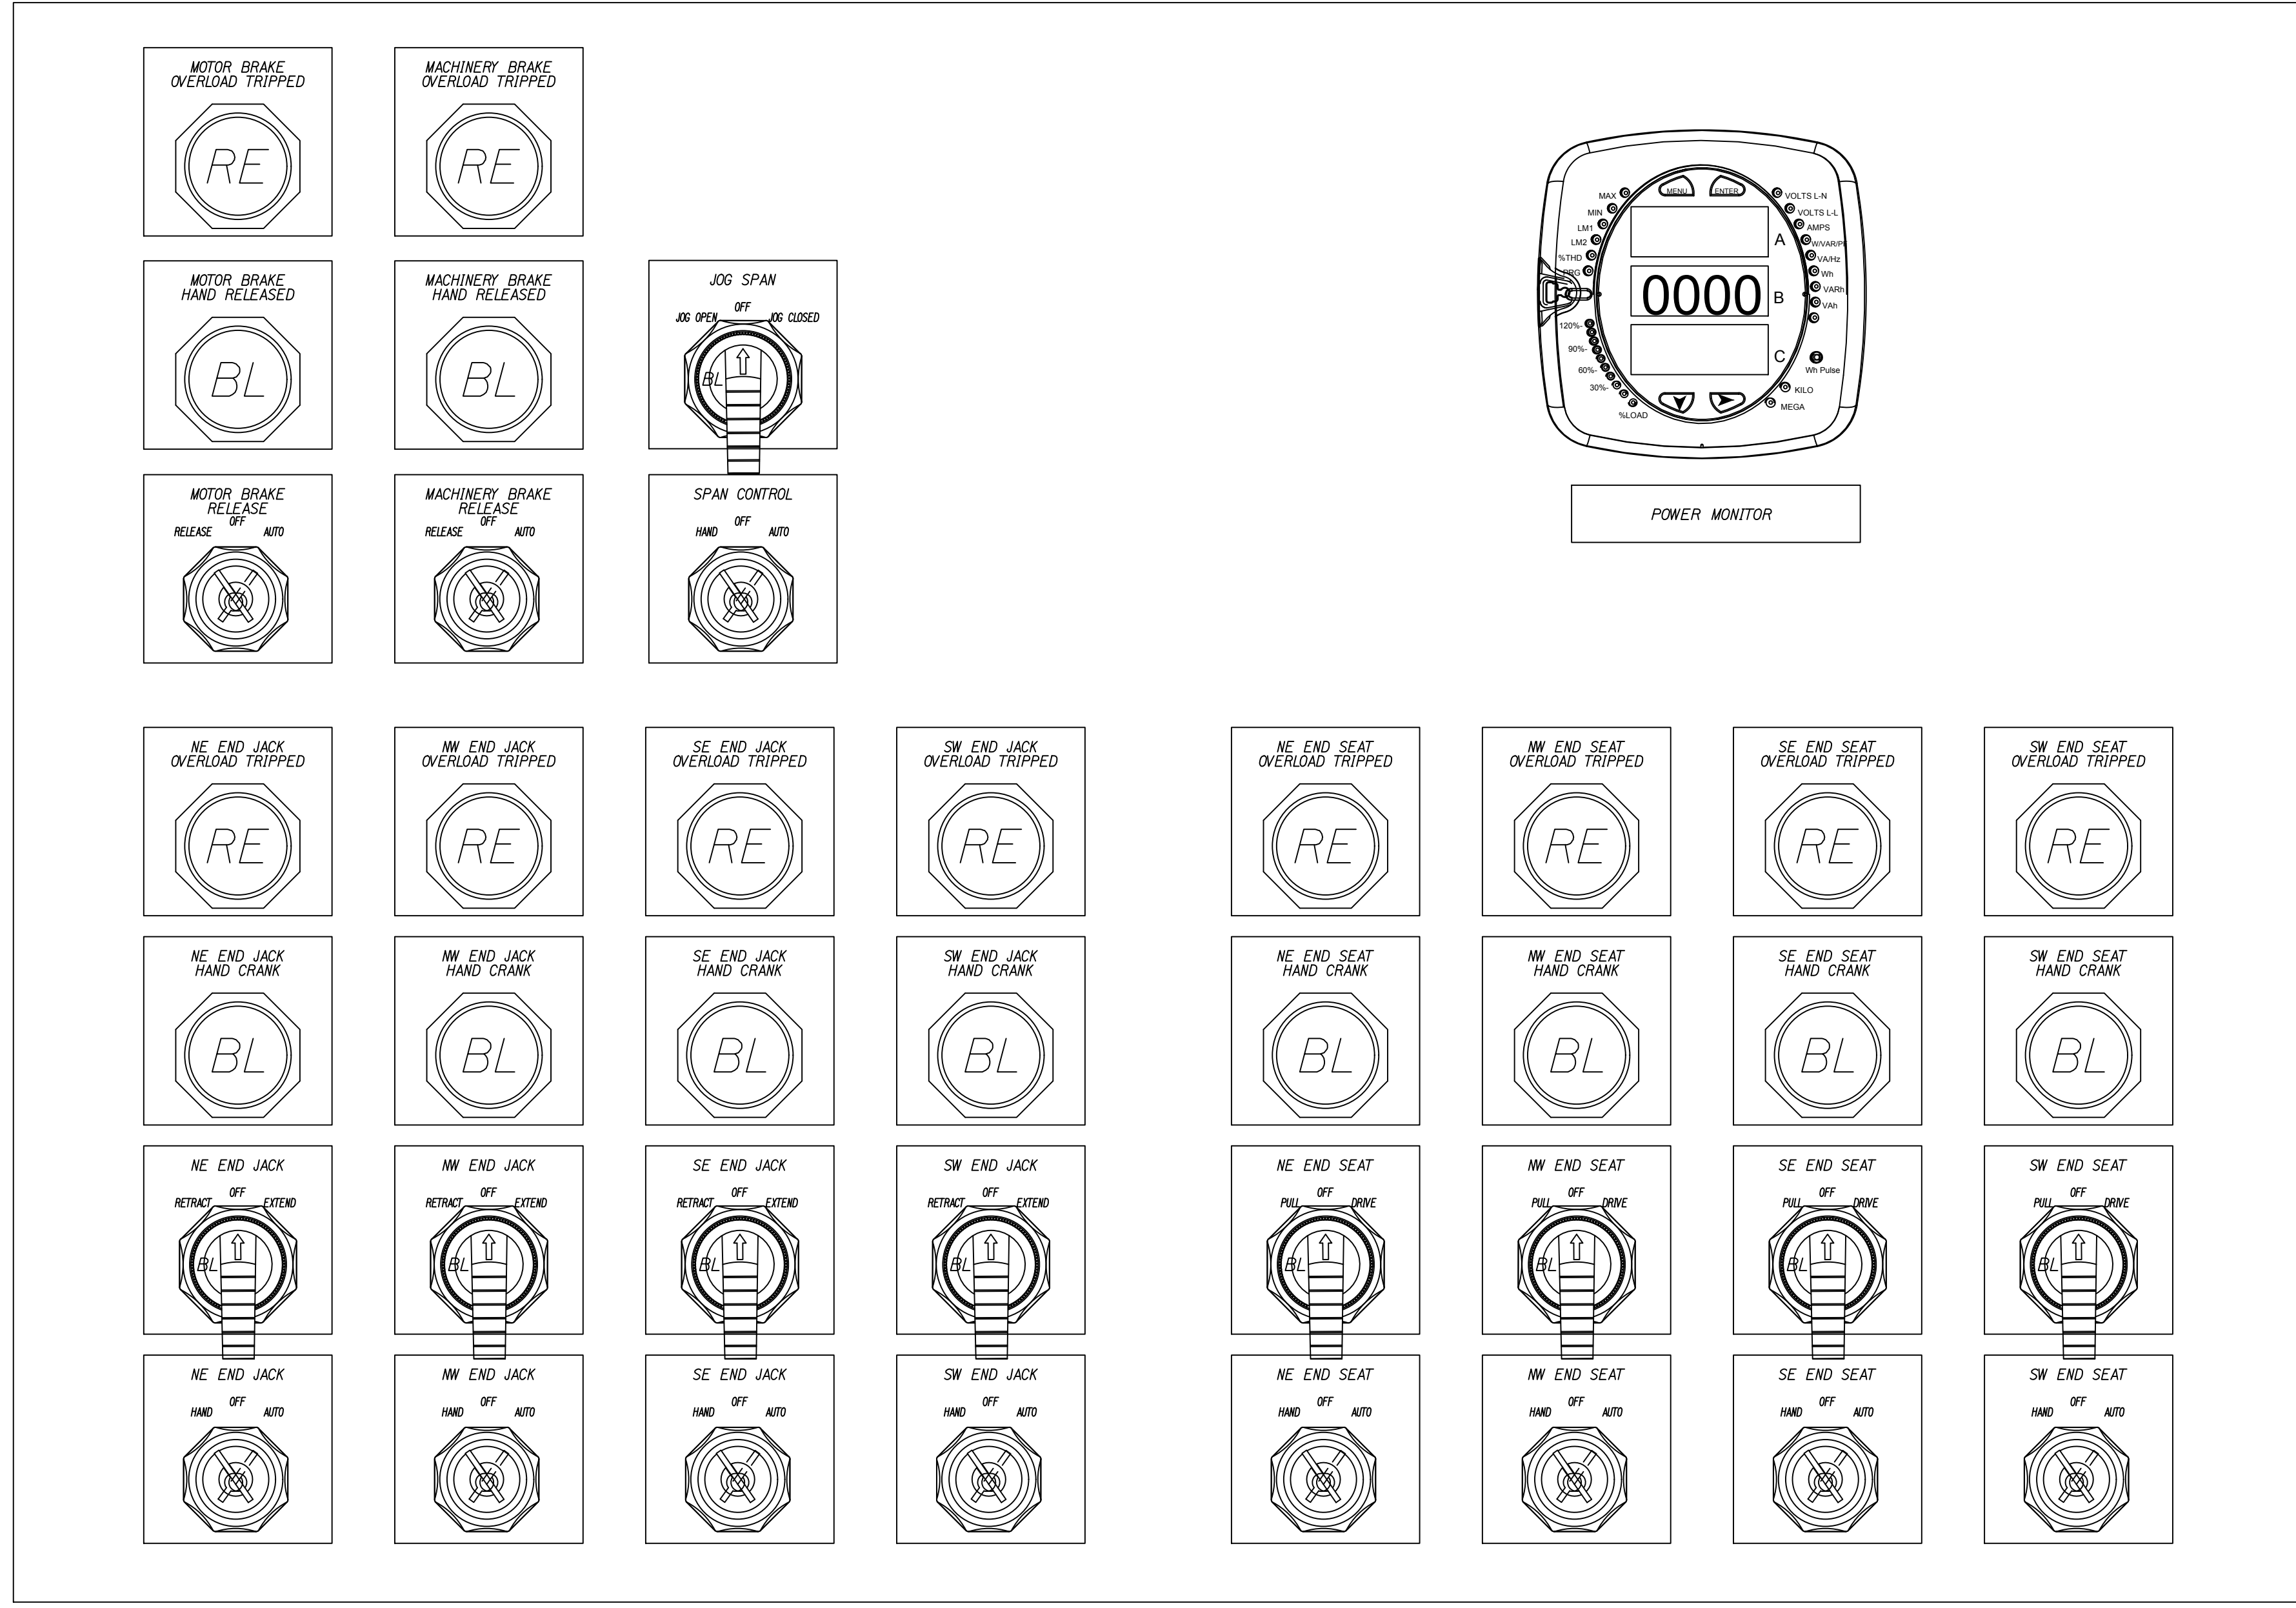 MOTOR BRAKE
OVERLOAD TRIPPED
RE
MACHINERY BRAKE
OVERLOAD TRIPPED
RE
MOTOR BRAKE
HAND RELEASED
BL
MACHINERY BRAKE
HAND RELEASED
BL
JOG SPAN
OFF
JOG OPEN JOG CLOSED
BL
MOTOR BRAKE
RELEASE
OFF
RELEASE AUTO
MACHINERY BRAKE
RELEASE
OFF
RELEASE AUTO
SPAN CONTROL
OFF
HAND AUTO
MENU ENTER
MAX
MIN
LM1
LM2
%THD
PRG
120%-
90%-
60%-
30%-
%LOAD
A
0000 B
C
VOLTS L-N
VOLTS L-L
AMPS
W/VAR/PF
VA/Hz
Wh
VARh
VAh
Wh Pulse
KILO
MEGA
POWER MONITOR
NE END JACK
OVERLOAD TRIPPED
RE
NW END JACK
OVERLOAD TRIPPED
RE
SE END JACK
OVERLOAD TRIPPED
RE
SW END JACK
OVERLOAD TRIPPED
RE
NE END SEAT
OVERLOAD TRIPPED
RE
NW END SEAT
OVERLOAD TRIPPED
RE
SE END SEAT
OVERLOAD TRIPPED
RE
SW END SEAT
OVERLOAD TRIPPED
RE
NE END JACK
HAND CRANK
BL
NW END JACK
HAND CRANK
BL
SE END JACK
HAND CRANK
BL
SW END JACK
HAND CRANK
BL
NE END SEAT
HAND CRANK
BL
NW END SEAT
HAND CRANK
BL
SE END SEAT
HAND CRANK
BL
SW END SEAT
HAND CRANK
BL
NE END JACK
OFF
RETRACT EXTEND
BL
NW END JACK
OFF
RETRACT EXTEND
BL
SE END JACK
OFF
RETRACT EXTEND
BL
SW END JACK
OFF
RETRACT EXTEND
BL
NE END SEAT
OFF
PULL DRIVE
BL
NW END SEAT
OFF
PULL DRIVE
BL
SE END SEAT
OFF
PULL DRIVE
BL
SW END SEAT
OFF
PULL DRIVE
BL
NE END JACK
OFF
HAND AUTO
NW END JACK
OFF
HAND AUTO
SE END JACK
OFF
HAND AUTO
SW END JACK
OFF
HAND AUTO
NE END SEAT
OFF
HAND AUTO
NW END SEAT
OFF
HAND AUTO
SE END SEAT
OFF
HAND AUTO
SW END SEAT
OFF
HAND AUTO